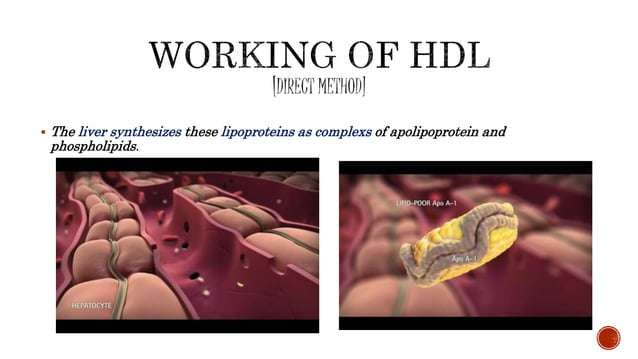 WORKING OF HDL
[DIRECT METHOD]
The liver synthesizes these lipoproteins as complexs of apolipoprotein and
phospholipids.
LIPID-POOR Apo A-1
Apo A-1
HEPATOCYTE